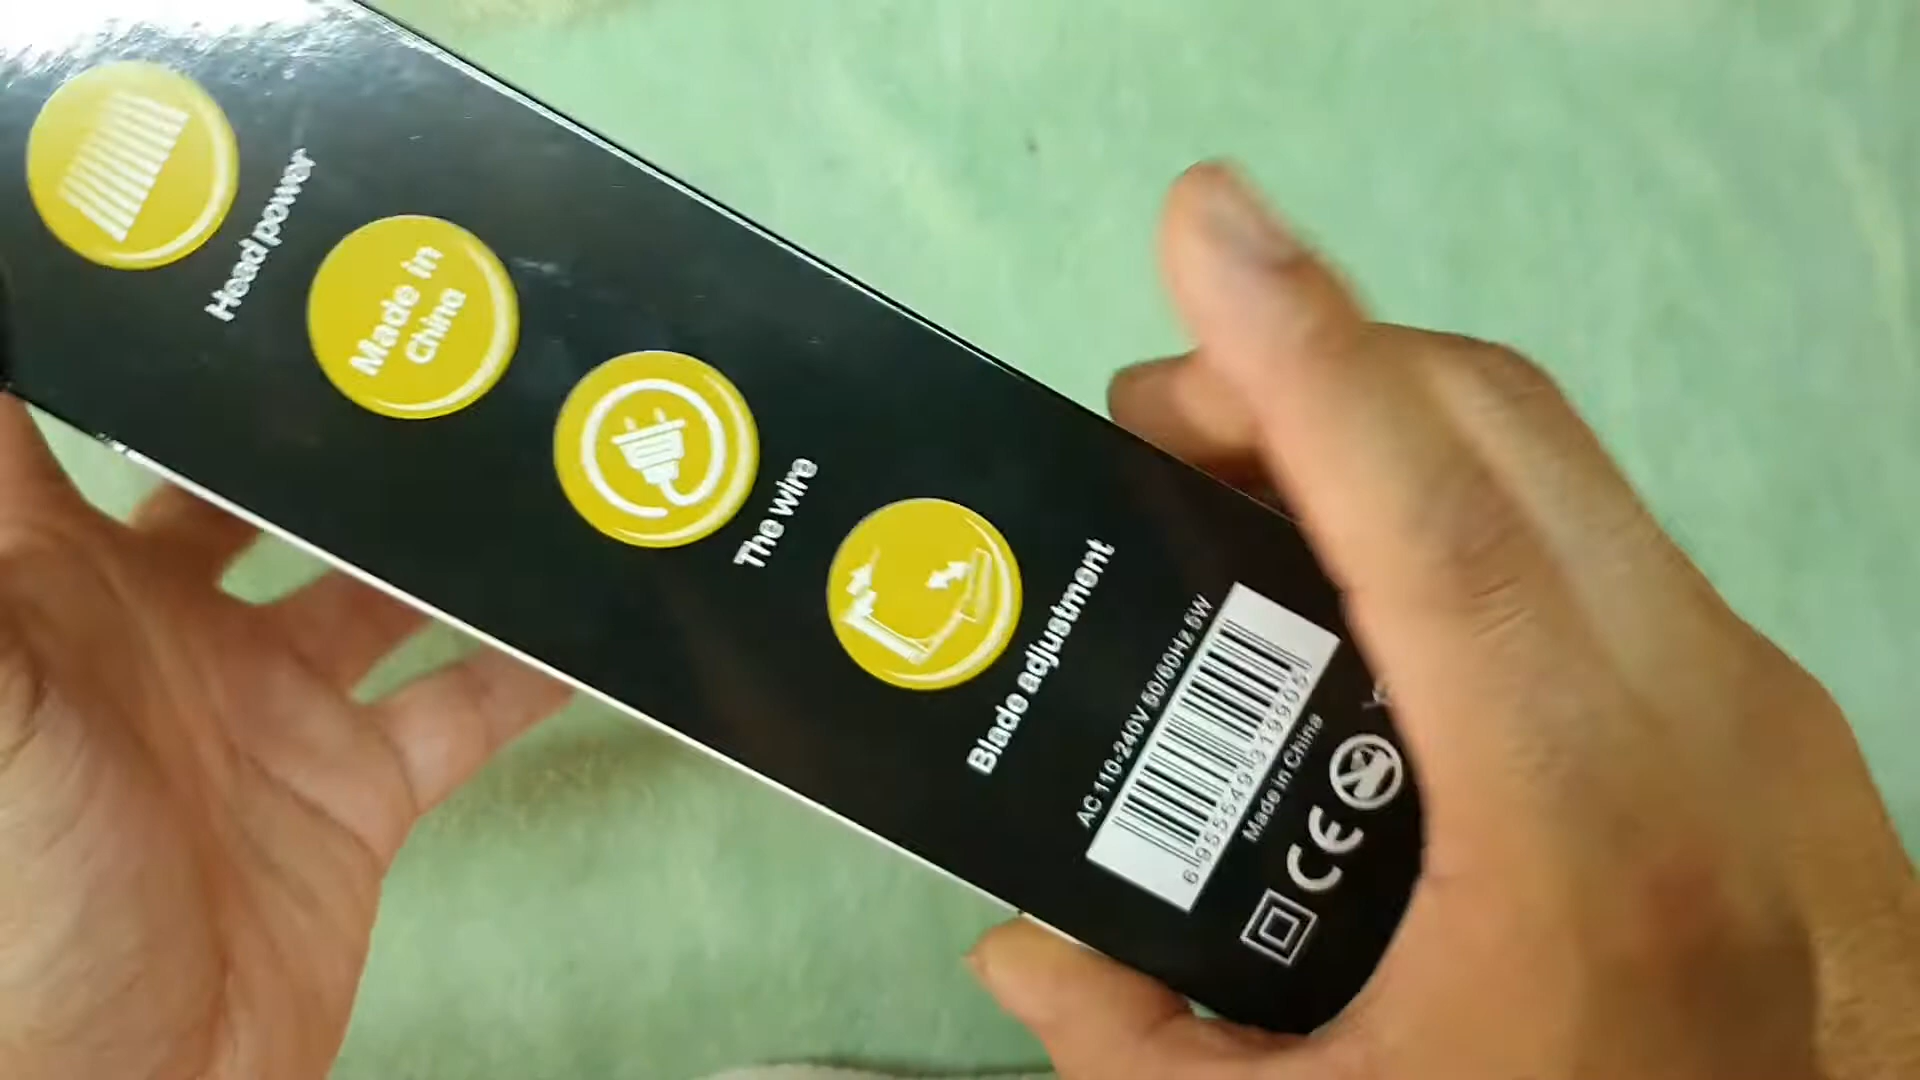 Head power
Made in
China
The wire
Blade adjustment
AC 110-240V 50/60Hz 5W
6955549319905
Made in China
CE